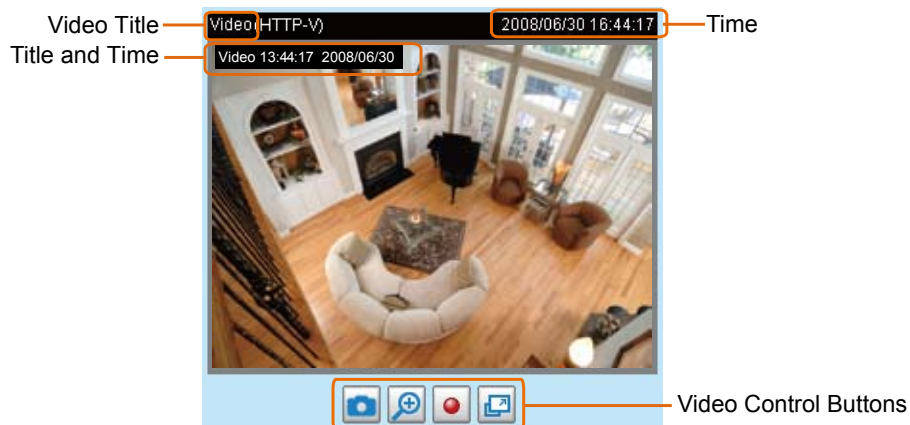 Video Title
Video(HTTP-V)
2008/06/30 16:44:17
Time
Title and Time
Video 13:44:17 2008/06/30
Video Control Buttons